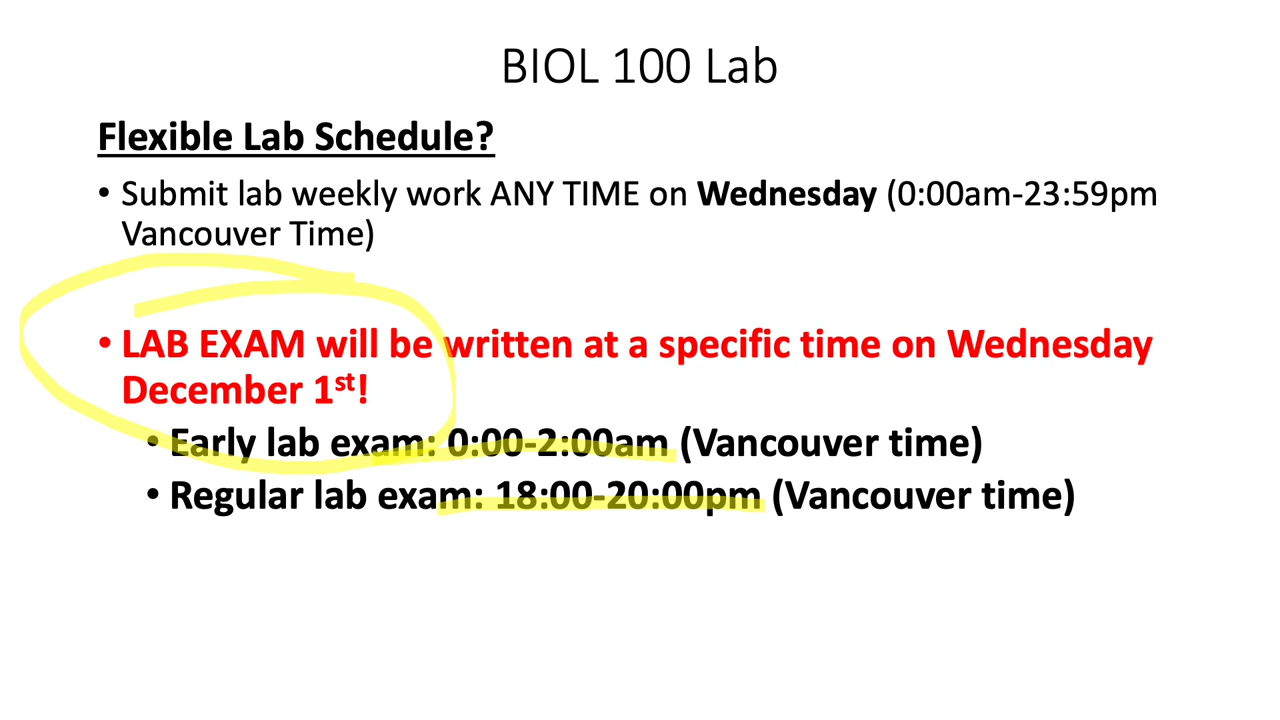 BIOL 100 Lab
Flexible Lab Schedule?
• Submit lab weekly work ANY TIME on Wednesday (0:00am-23:59pm
Vancouver Time)
• LAB EXAM will be written at a specific time on Wednesday
December 1st!
• Early lab exam: 0:00-2:00am (Vancouver time)
• Regular lab exam: 18:00-20:00pm (Vancouver time)